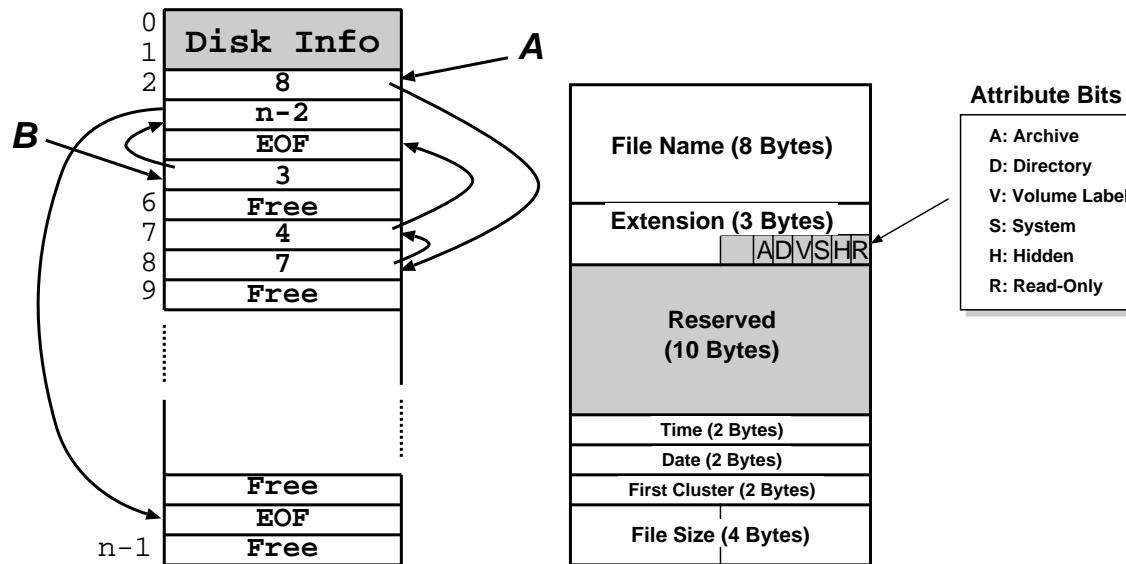 0
1
Disk Info
A
2
8
n-2
B
EOF
3
6
Free
7
4
8
7
9
Free
Free
EOF
n-1
Free
File Name (8 Bytes)
Extension (3 Bytes)
A D V S H R
Reserved
(10 Bytes)
Time (2 Bytes)
Date (2 Bytes)
First Cluster (2 Bytes)
File Size (4 Bytes)
Attribute Bits
A: Archive
D: Directory
V: Volume Label
S: System
H: Hidden
R: Read-Only